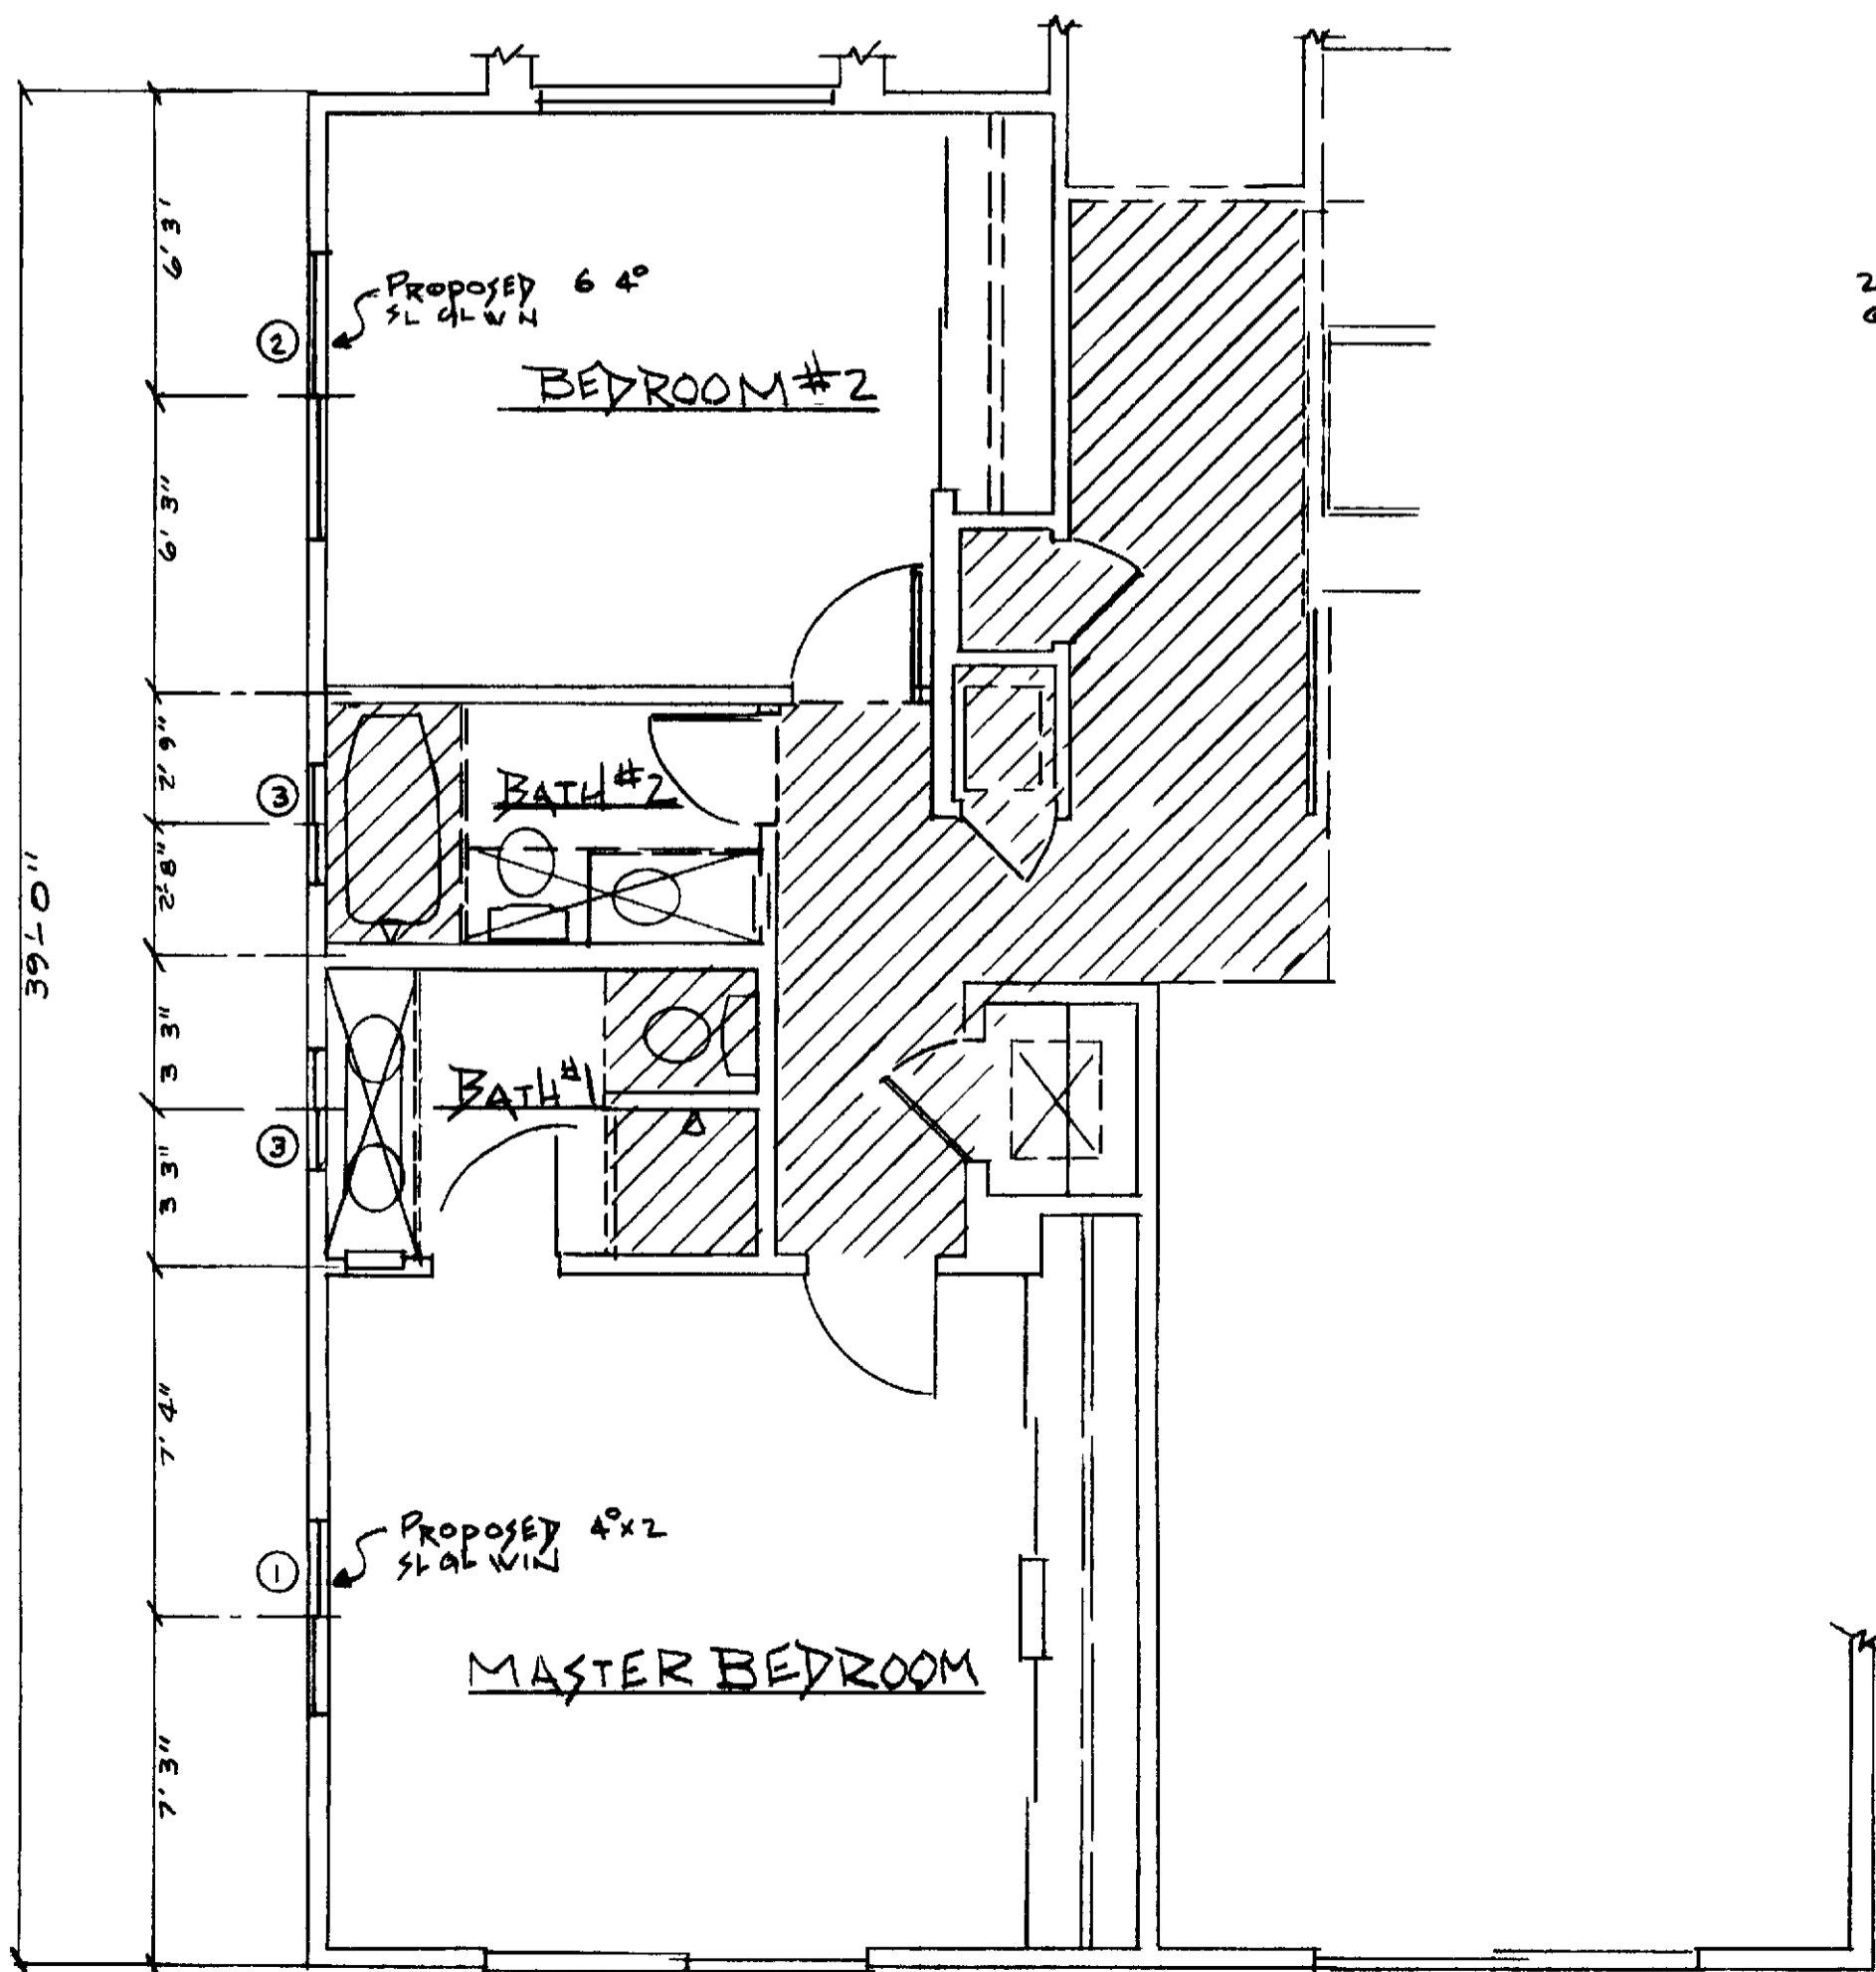 6' 3'
PROPOSED 6 4°
SL GL WN
2
BEDROOM #2
6' 3"
2' 9"
3
BATH #2
2'-8"
39'-0"
3 3"
BATH #1
3
3 3"
7' 4"
PROPOSED 4°x2
SL GL WIN
1
MASTER BEDROOM
7' 3"
2